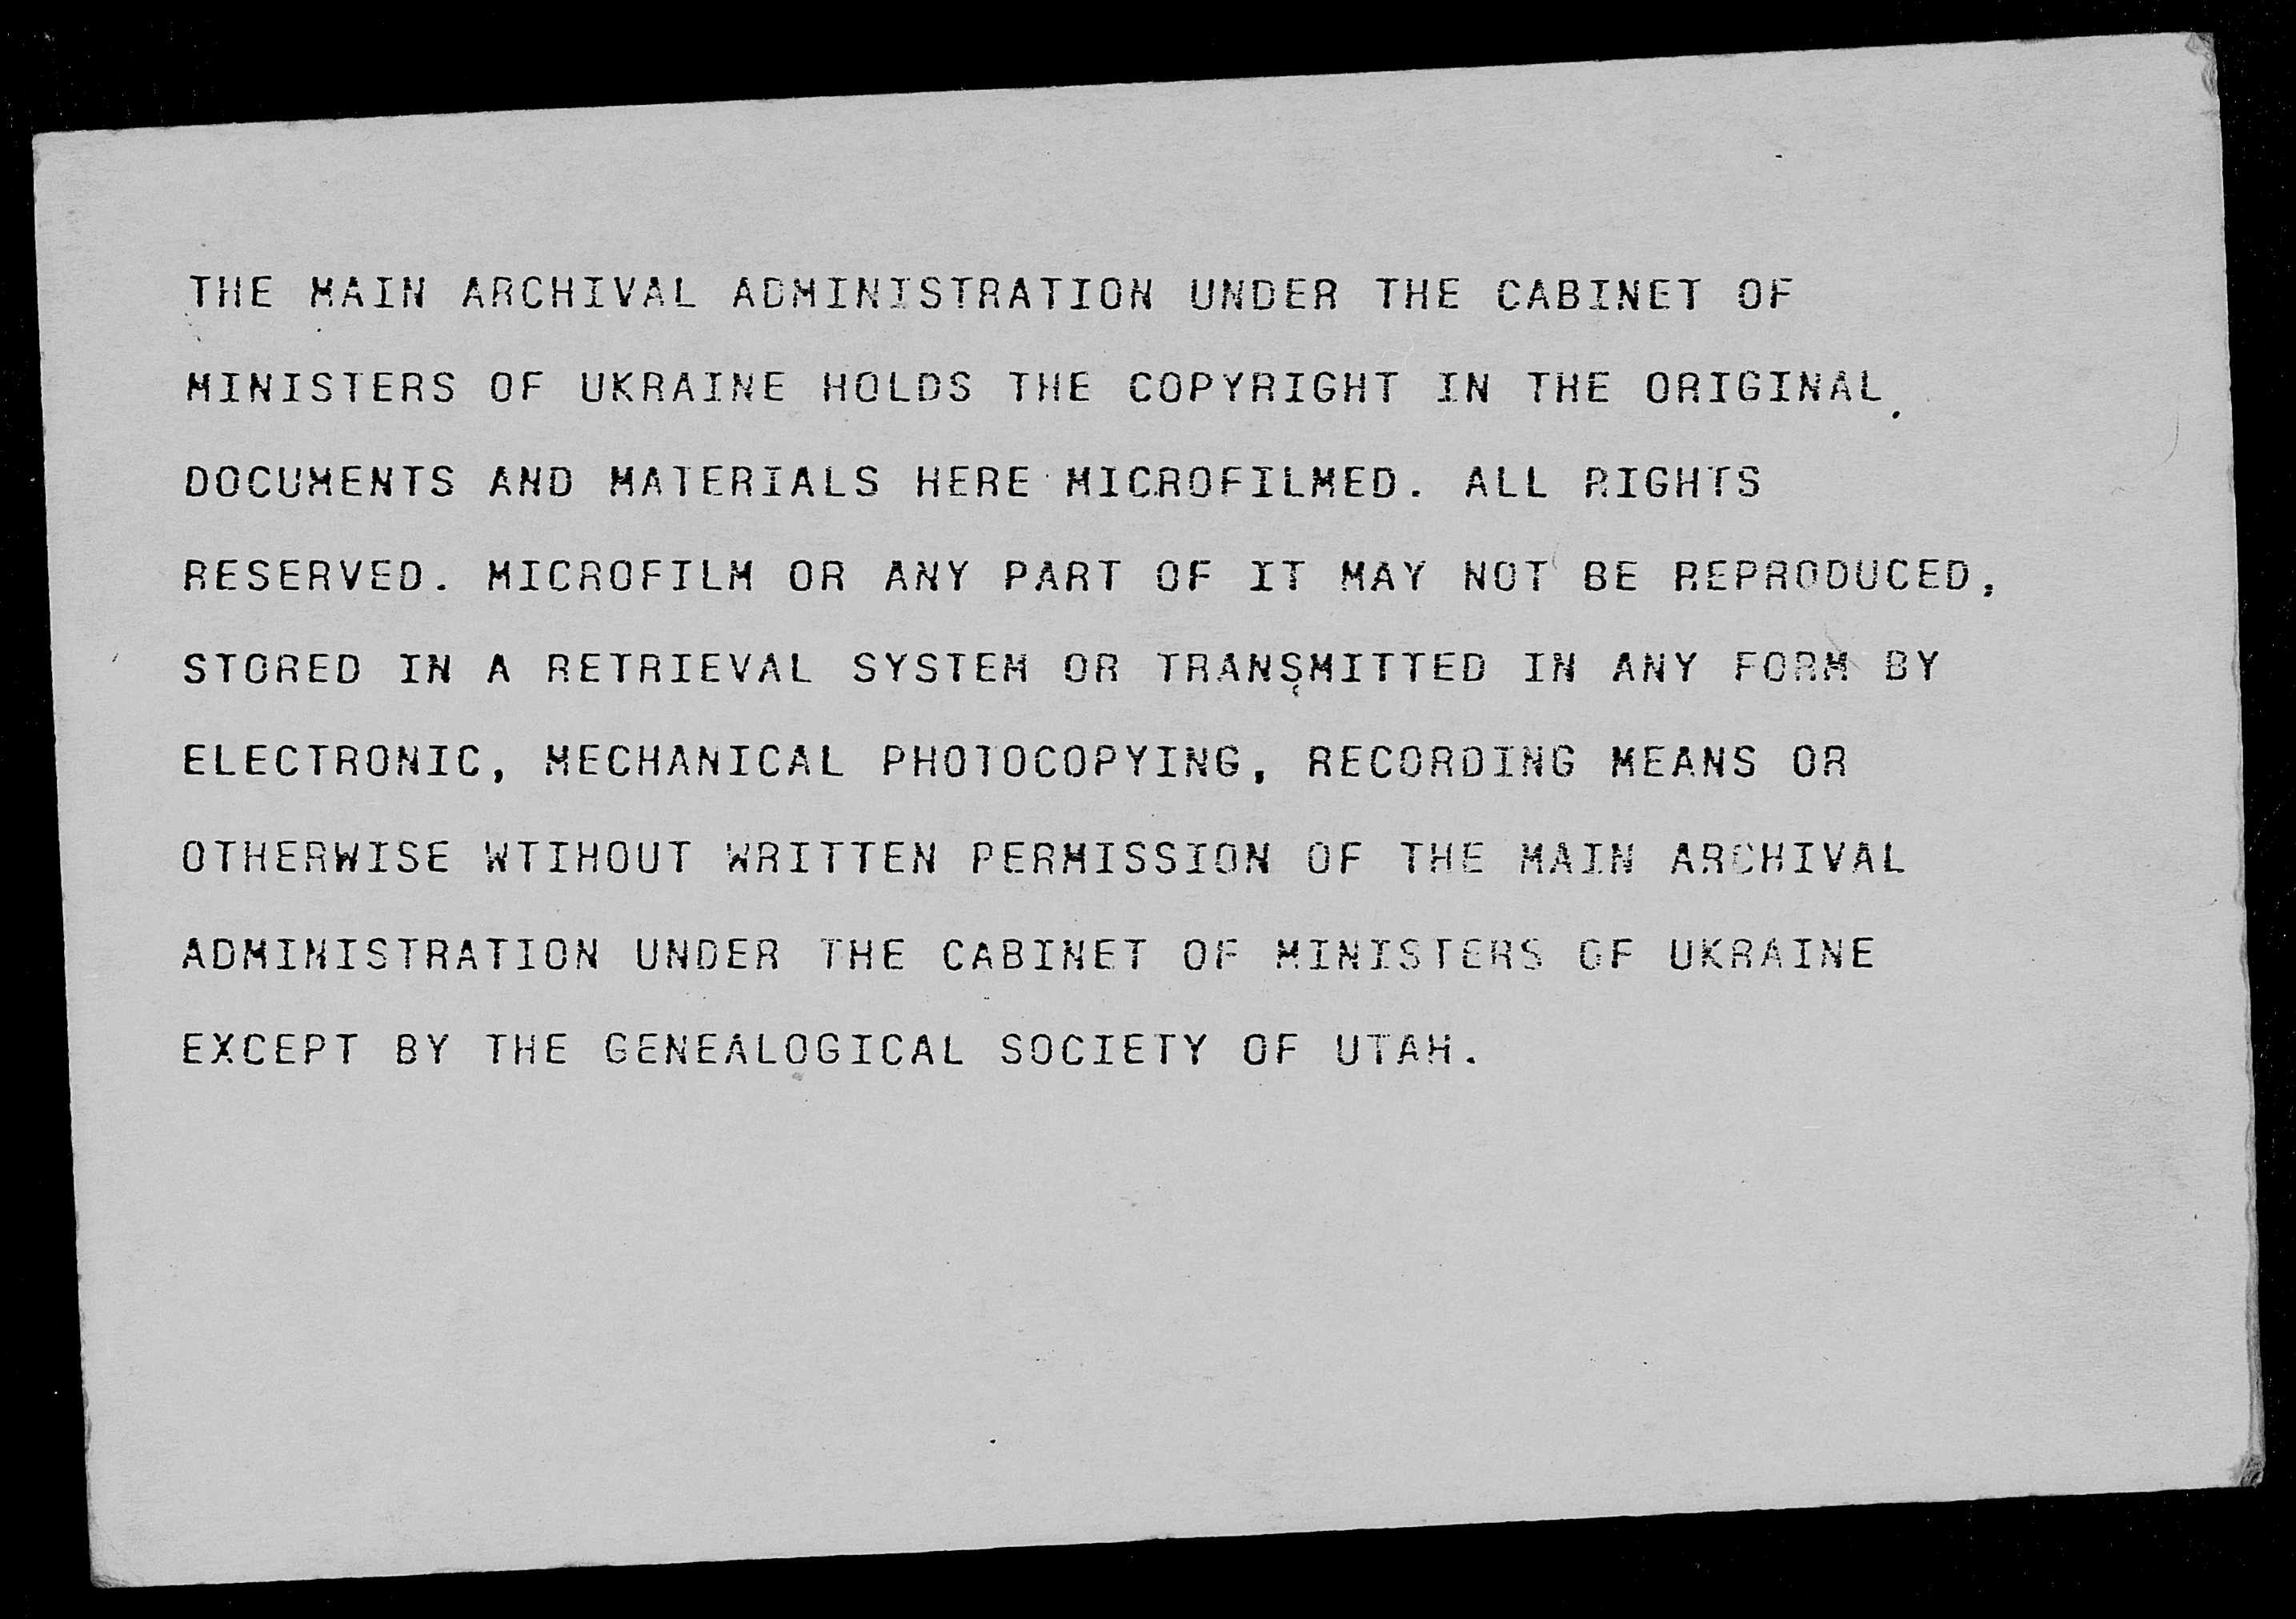 THE MAIN ARCHIVAL ADMINISTRATION UNDER THE CABINET OF
MINISTERS OF UKRAINE HOLDS THE COPYRIGHT IN THE ORIGINAL
DOCUMENTS AND MATERIALS HERE MICROFILMED. ALL RIGHTS
RESERVED. MICROFILM OR ANY PART OF IT MAY NOT BE REPRODUCED,
STORED IN A RETRIEVAL SYSTEM OR TRANSMITTED IN ANY FORM BY
ELECTRONIC, MECHANICAL PHOTOCOPYING, RECORDING MEANS OR
OTHERWISE WTIHOUT WRITTEN PERMISSION OF THE MAIN ARCHIVAL
ADMINISTRATION UNDER THE CABINET OF MINISTERS OF UKRAINE
EXCEPT BY THE GENEALOGICAL SOCIETY OF UTAH.